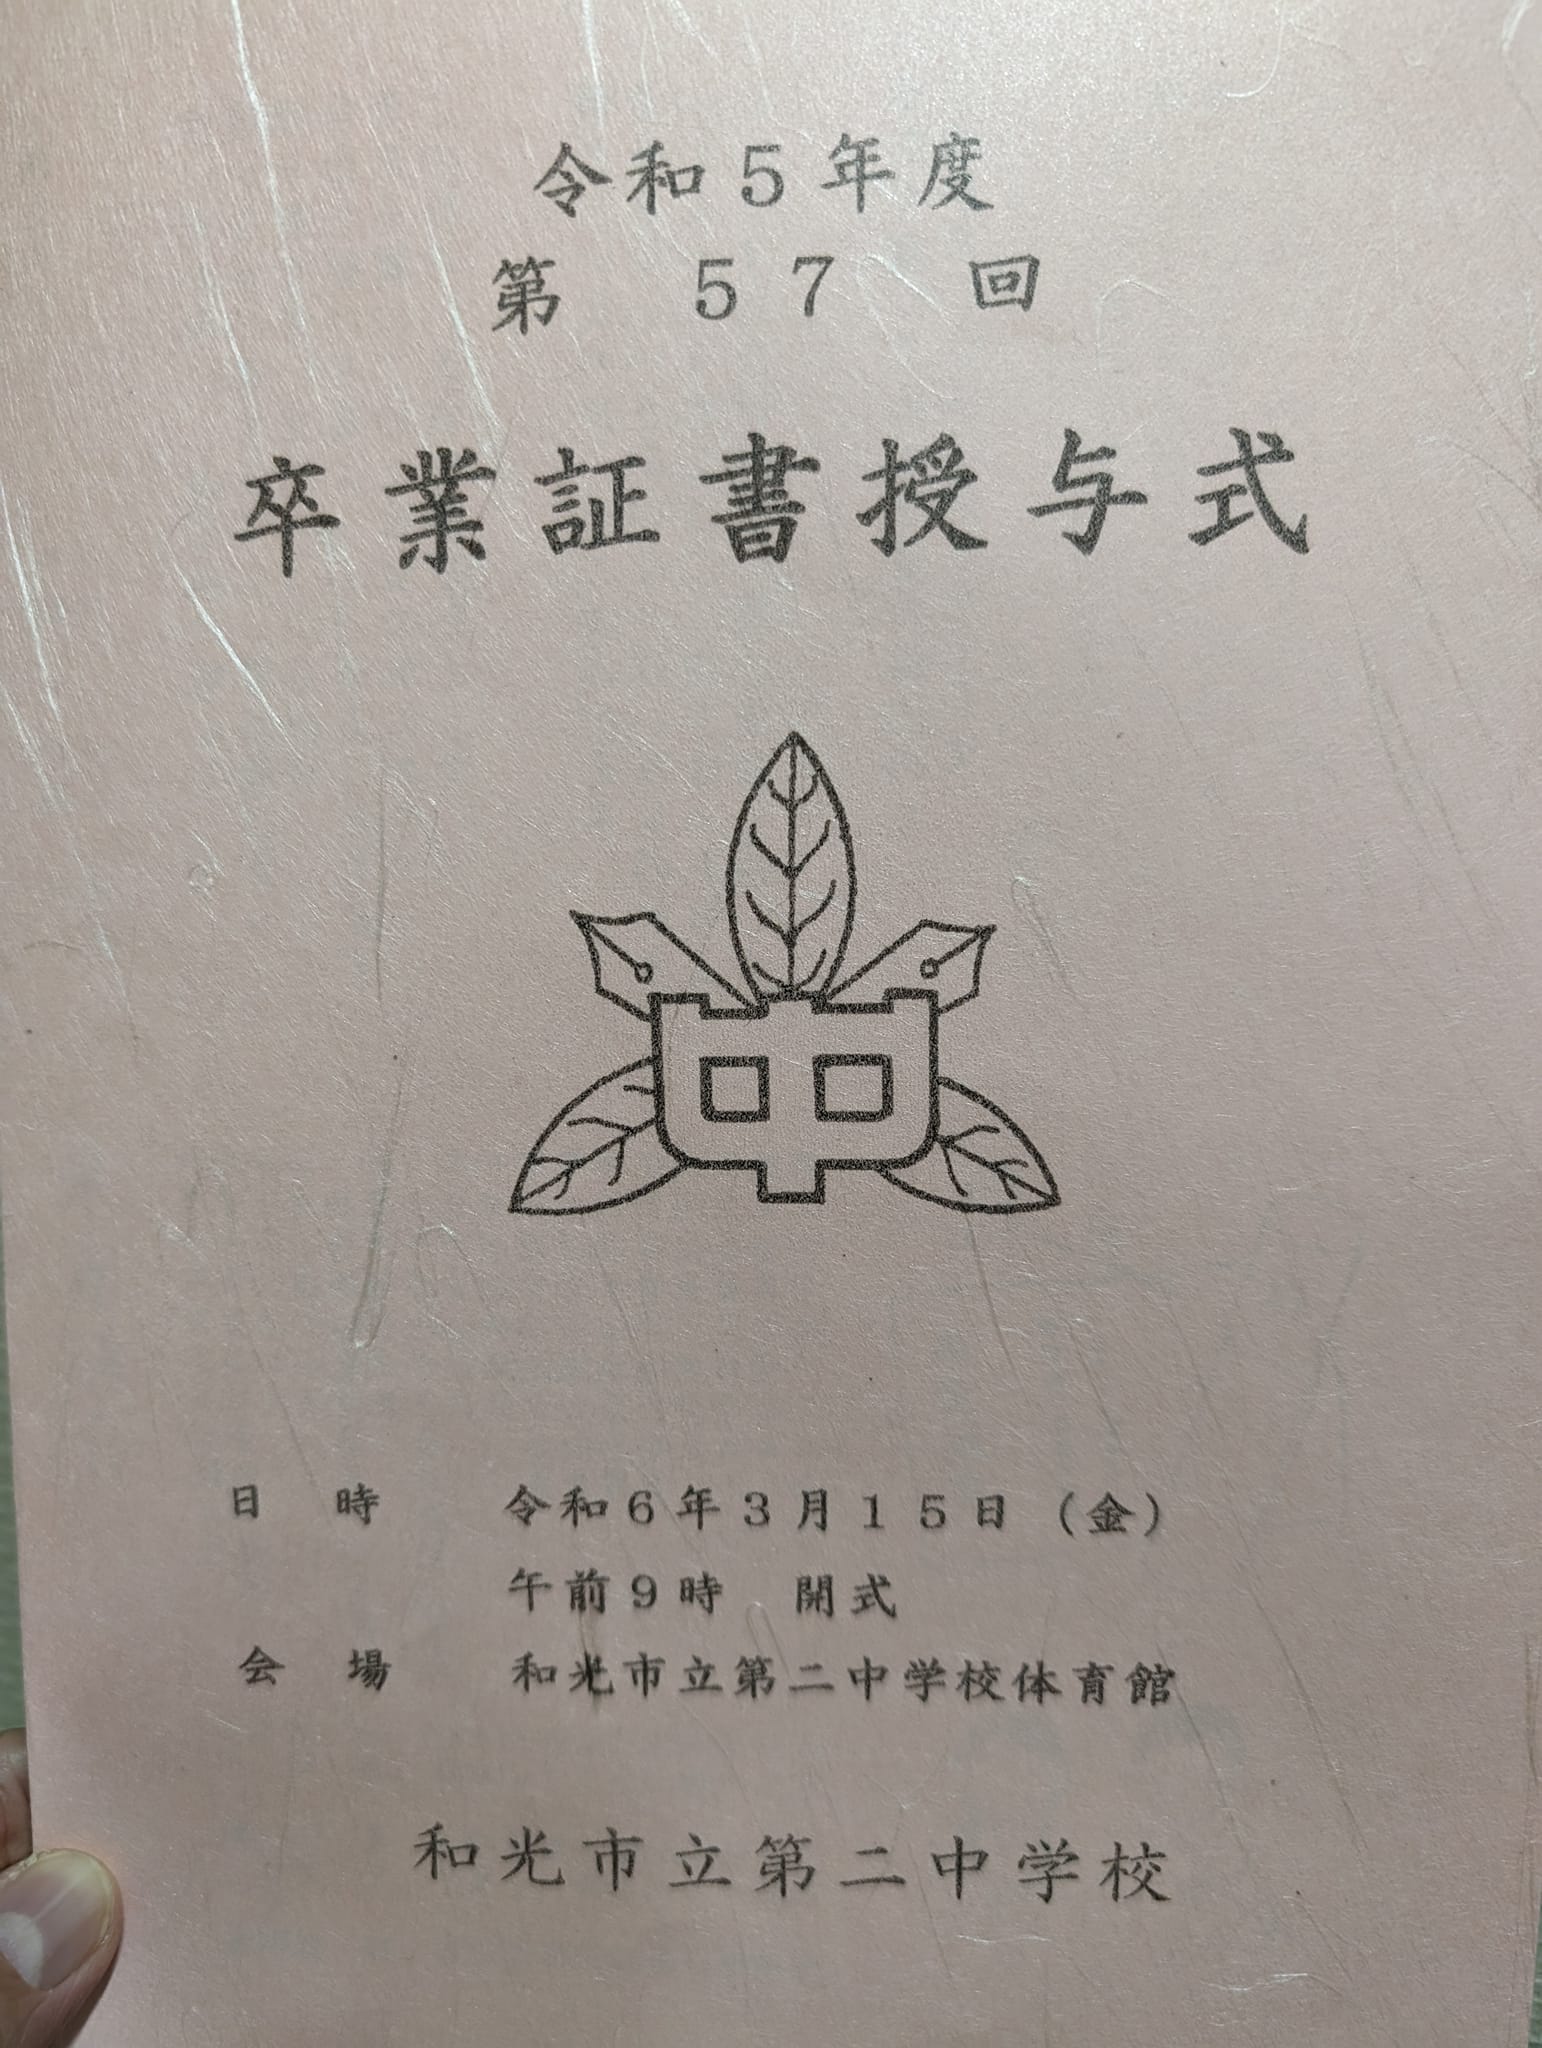 令和５年度
第　５７　回
卒業証書授与式
中
日　時　令和６年３月１５日（金）
午前９時　開式
会　場　和光市立第二中学校体育館
和光市立第二中学校